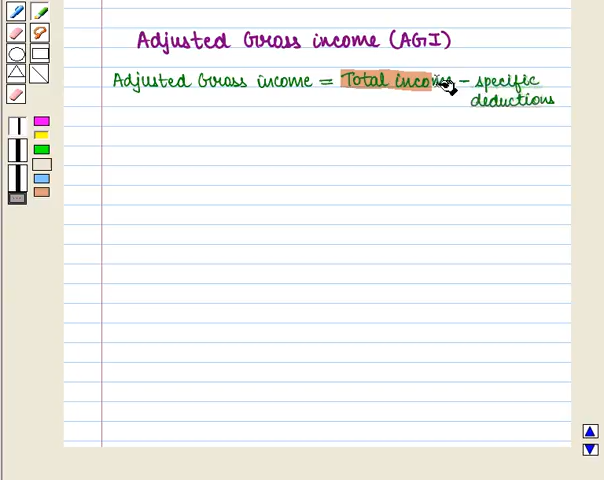 Adjusted Gross income (AGI)
Adjusted Gross income = Total income - specific
deductions